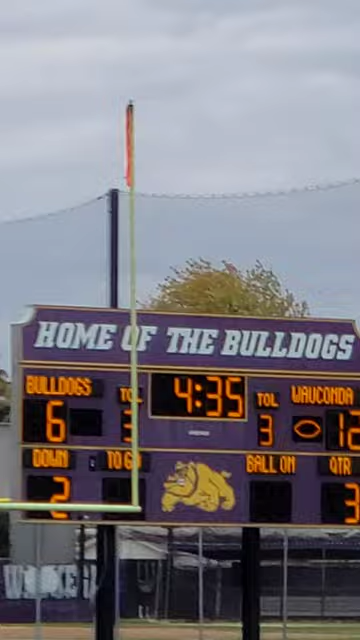 HOME OF THE BULLDOGS
BULLDOGS TOL 4:35 TOL WAUCONDA
6 3 3 12
DOWN TO GO BALL ON QTR
2 3